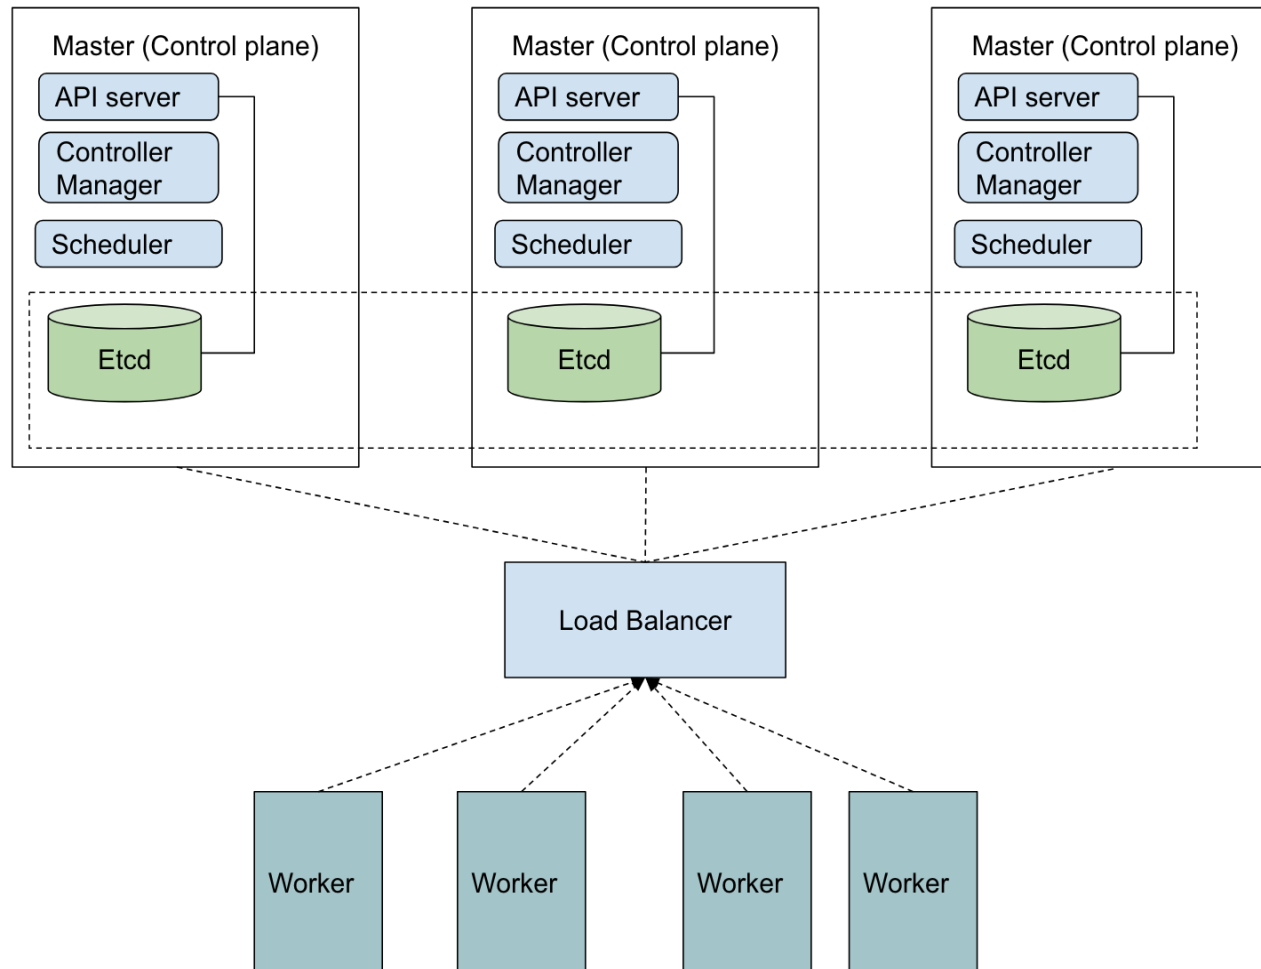 Master (Control plane)
API server
Controller
Manager
Scheduler
Etcd
Master (Control plane)
API server
Controller
Manager
Scheduler
Etcd
Master (Control plane)
API server
Controller
Manager
Scheduler
Etcd
Load Balancer
Worker
Worker
Worker
Worker